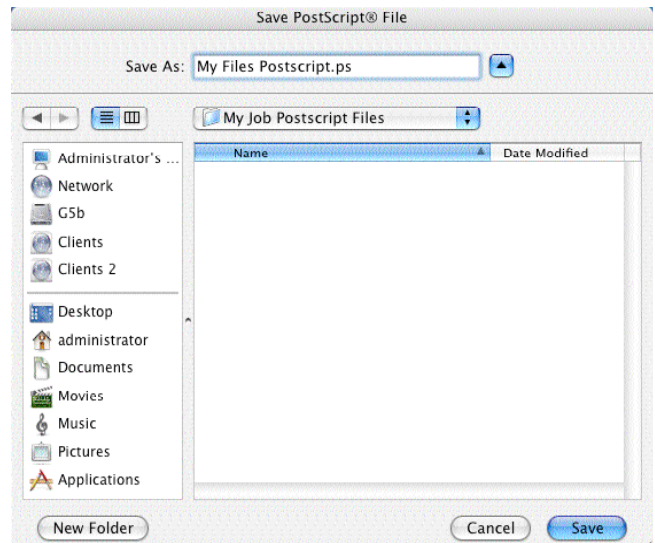 Save PostScript® File
Save As: My Files Postscript.ps
My Job Postscript Files
Name Date Modified
Administrator's ...
Network
G5b
Clients
Clients 2
Desktop
administrator
Documents
Movies
Music
Pictures
Applications
New Folder Cancel Save